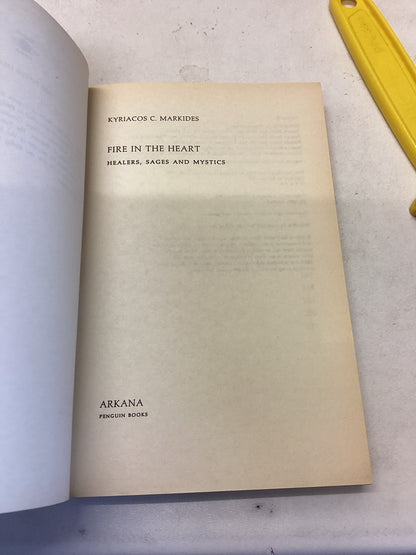 KYRIACOS C. MARKIDES
FIRE IN THE HEART
HEALERS, SAGES AND MYSTICS
ARKANA
PENGUIN BOOKS